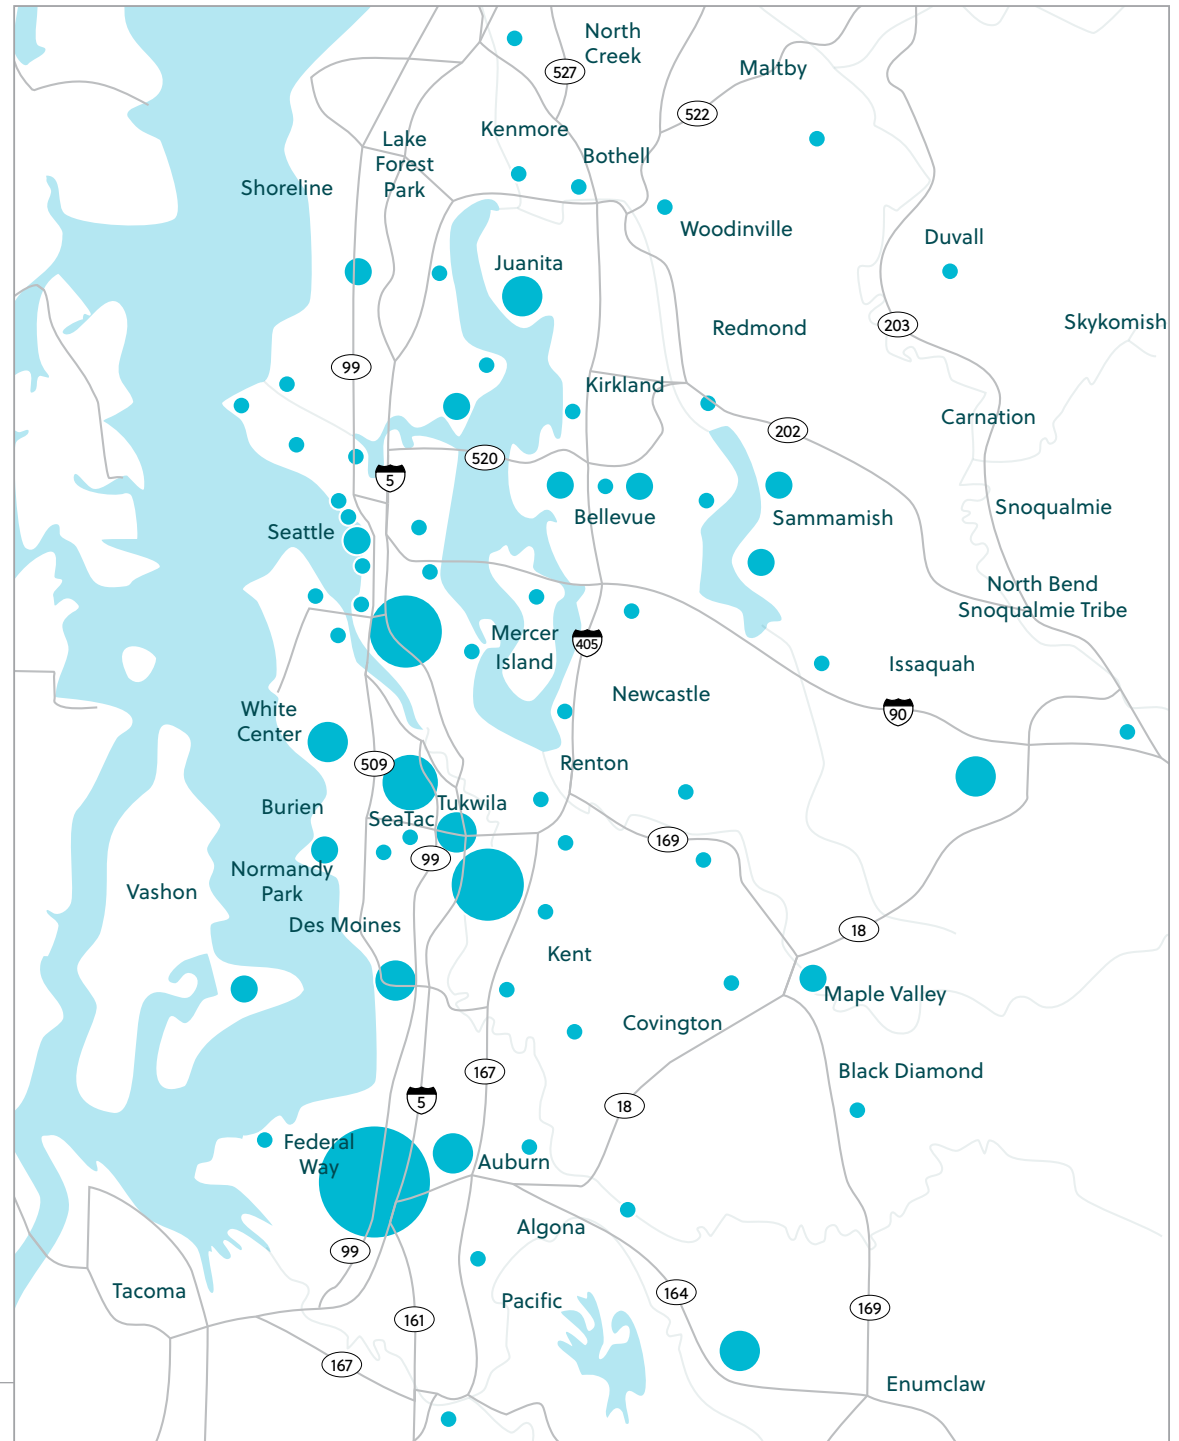 North
Creek
527
Maltby
522
Kenmore
Lake
Forest
Park
Bothell
Shoreline
Woodinville
Duvall
Juanita
203
Skykomish
Redmond
99
Kirkland
Carnation
202
520
5
Snoqualmie
Bellevue
Sammamish
Seattle
North Bend
Snoqualmie Tribe
Mercer
Island
405
Issaquah
Newcastle
90
White
Center
509
Renton
Tukwila
Burien
SeaTac
169
99
Normandy
Park
Vashon
Des Moines
18
Kent
Maple Valley
Covington
167
Black Diamond
5
18
Federal
Way
Auburn
Algona
99
Tacoma
Pacific
164
161
169
167
Enumclaw